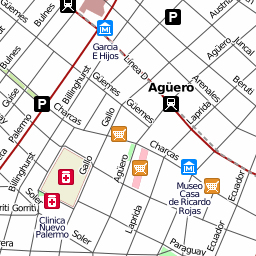 Bulnes
Garcia
E Hijos
Línea D
Agüero
Austria
Juncal
Agüero
Arenales
Beruti
Laprida
Bulnes
Guise
Billinghurst
Palermo
Charcas
Gallo
Güemes
Güemes
Charcas
Ecuador
Billinghurst
Gallo
Agüero
Museo
Casa
de Ricardo
Rojas
Ecuador
Soler
Gorriti
Clinica
Nuevo
Palermo
Soler
Laprida
Paraguay